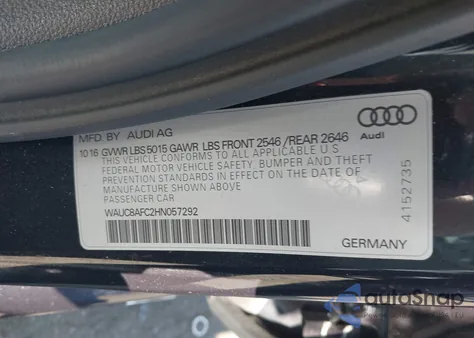 MFD. BY AUDI AG
10 16 GVWR LBS 5015 GAWR LBS FRONT 2546 /REAR 2646
THIS VEHICLE CONFORMS TO ALL APPLICABLE
FEDERAL MOTOR VEHICLE SAFETY, BUMPER AND THEFT
PREVENTION STANDARDS IN EFFECT ON THE DATE OF
MANUFACTURE SHOWN ABOVE.
PASSENGER CAR
WAUC8AFC2HN057292
GERMANY
Audi
4152735
autoShap